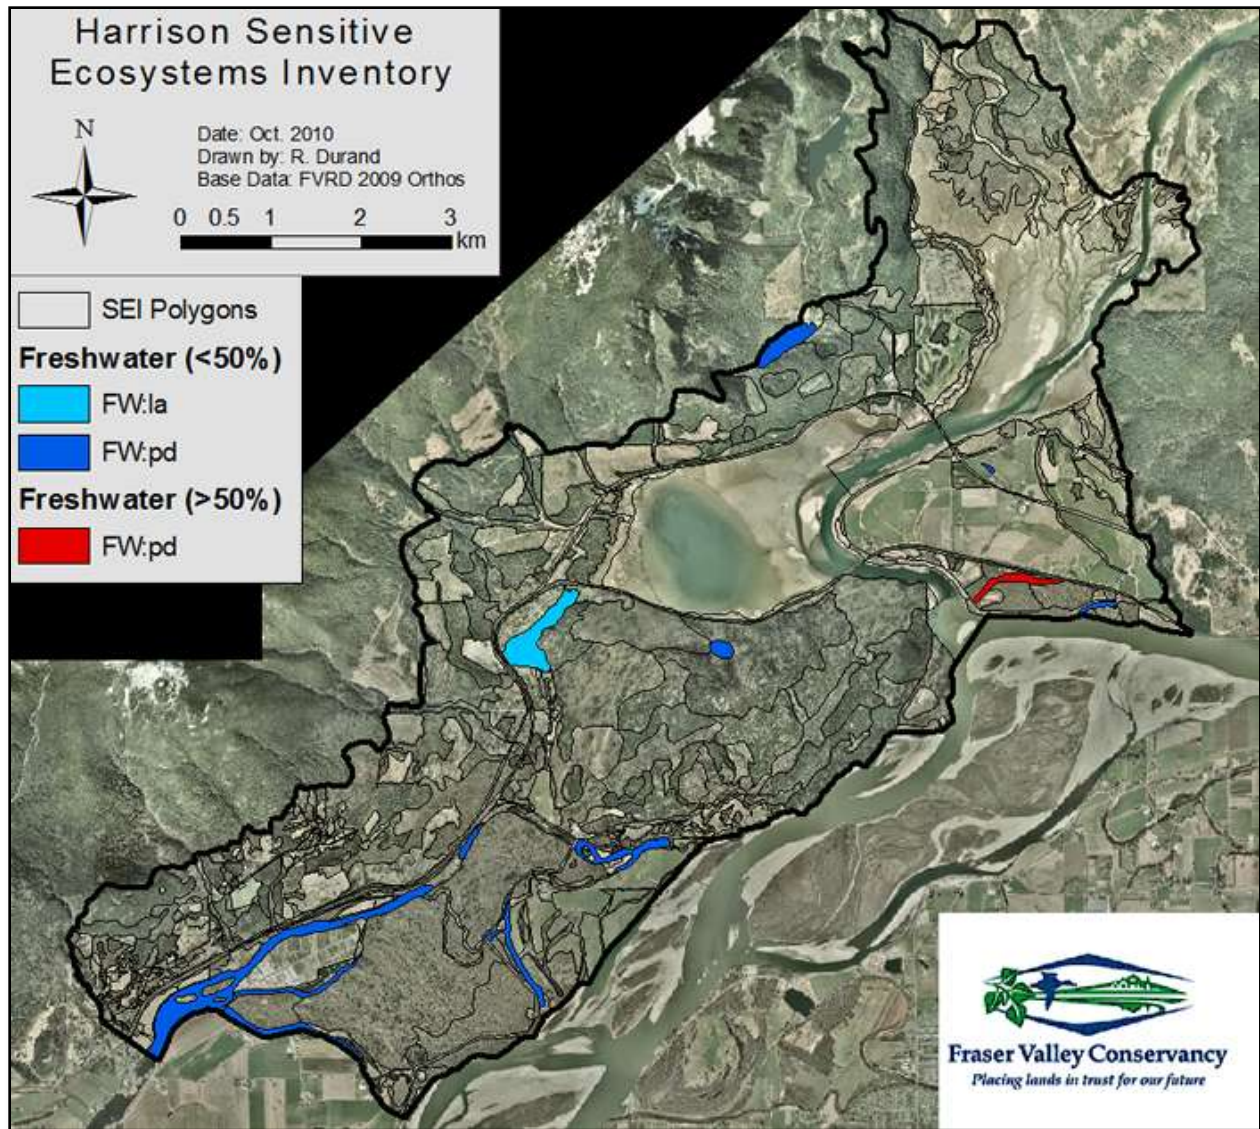 Harrison Sensitive
Ecosystems Inventory
N
Date: Oct. 2010
Drawn by: R. Durand
Base Data: FVRD 2009 Orthos
0 0.5 1 2 3
km
SEI Polygons
Freshwater (<50%)
FW:la
FW:pd
Freshwater (>50%)
FW:pd
Fraser Valley Conservancy
Placing lands in trust for our future